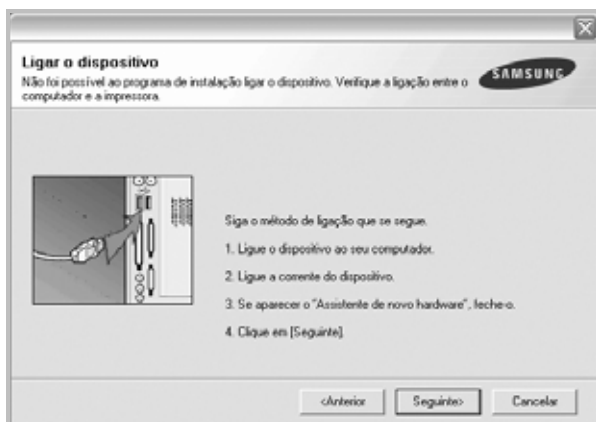 Ligar o dispositivo
Não foi possível ao programa de instalação ligar o dispositivo. Verifique a ligação entre o
computador e a impressora.
SAMSUNG
Siga o método de ligação que se segue.
1. Ligue o dispositivo ao seu computador.
2. Ligue a corrente do dispositivo.
3. Se aparecer o "Assistente de novo hardware", feche-o.
4. Clique em [Seguinte].
<Anterior
Seguinte>
Cancelar